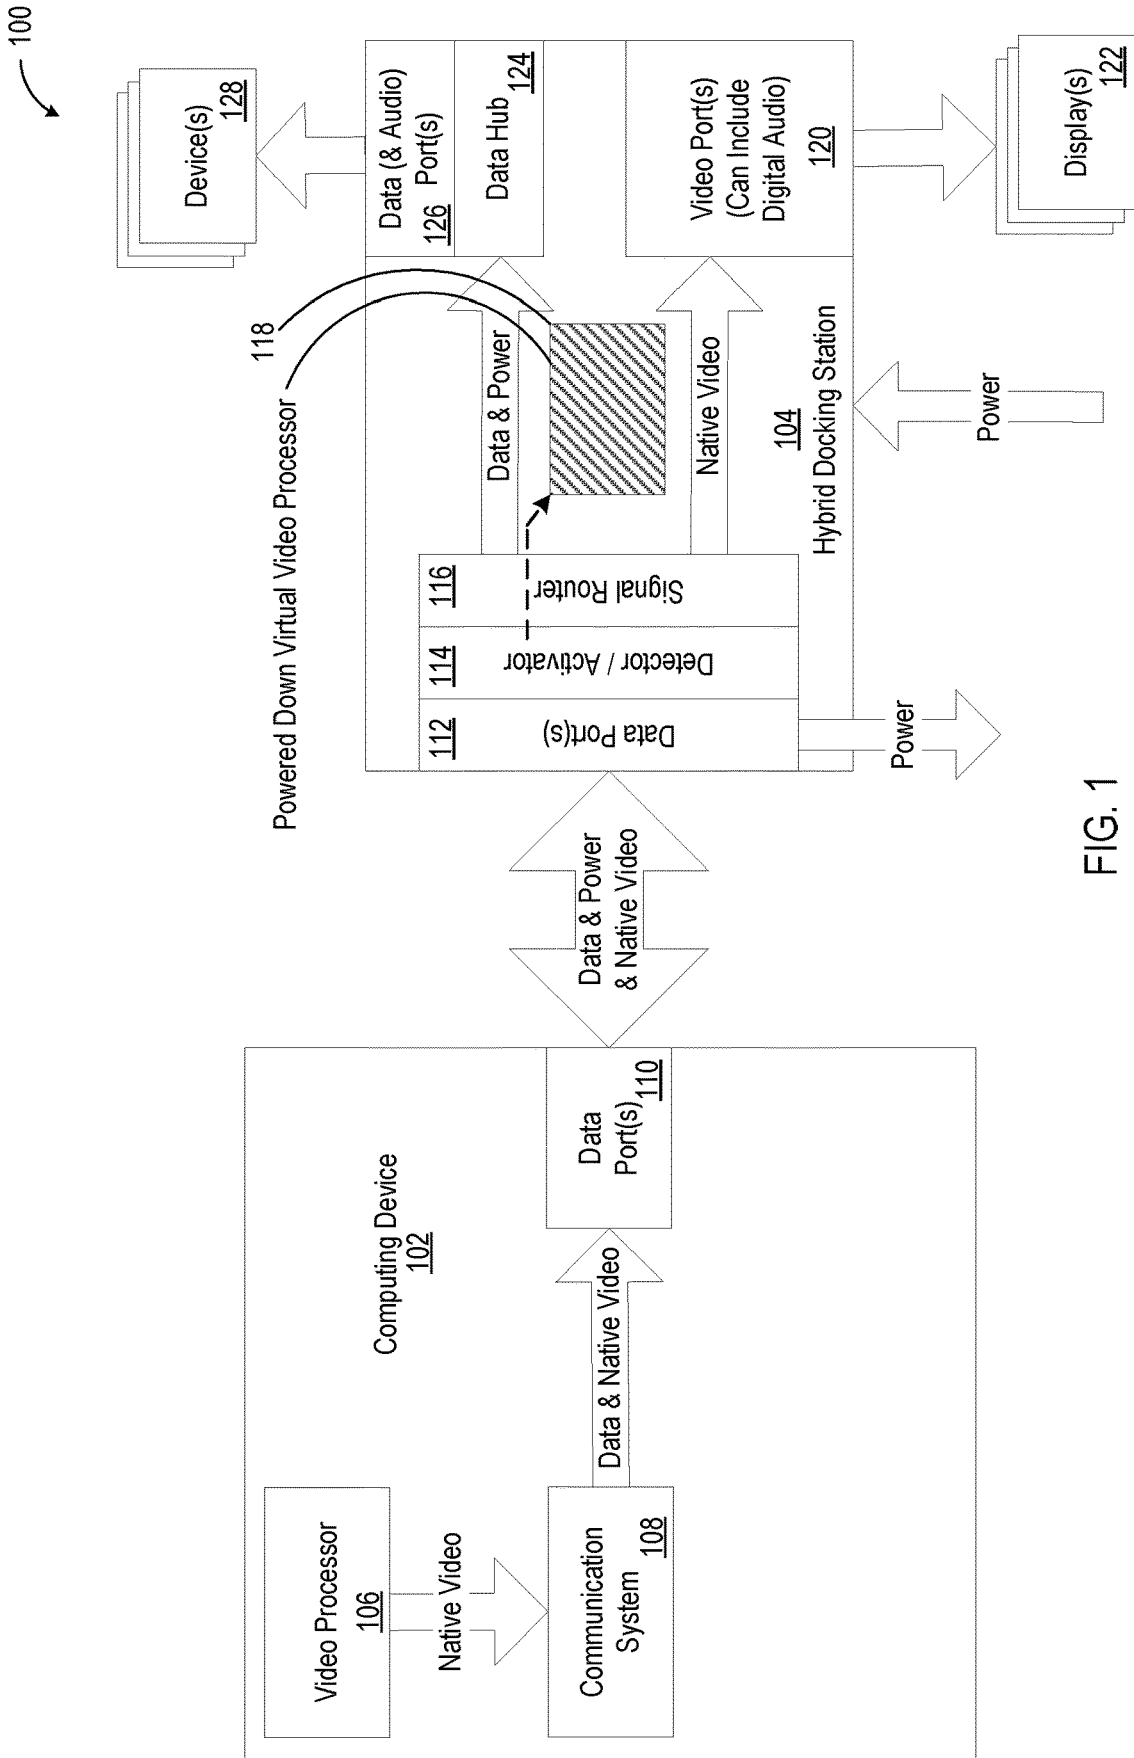 100
Computing Device
102
Video Processor
106
Native Video
Communication
System
108
Data & Native Video
Data
Port(s)
110
Data & Power
& Native Video
Powered Down Virtual Video Processor
118
112
Data Port(s)
114
Detector / Activator
116
Signal Router
Data & Power
Native Video
Data (& Audio)
Port(s)
126
Data Hub
124
Device(s)
128
Video Port(s)
(Can Include
Digital Audio)
120
Display(s)
122
104
Hybrid Docking Station
Power
Power
FIG. 1